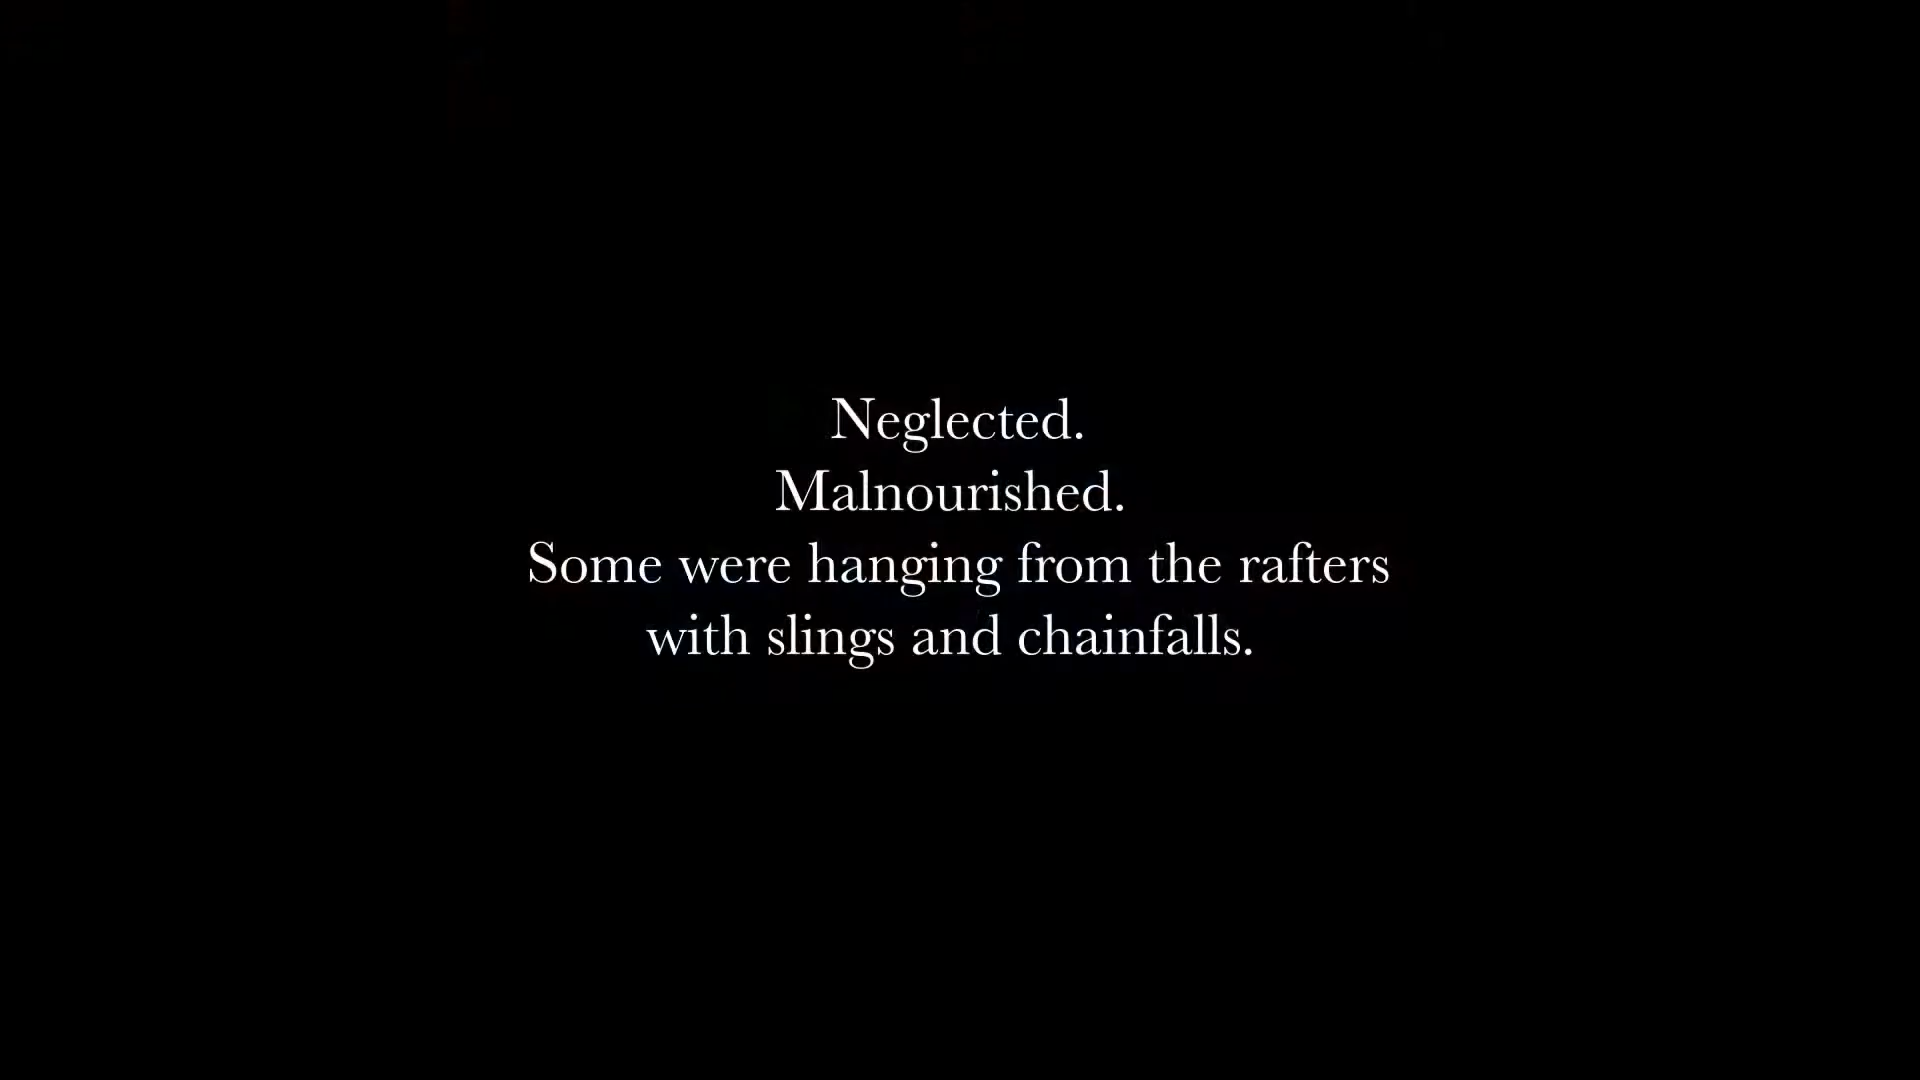 Neglected.
Malnourished.
Some were hanging from the rafters
with slings and chainfalls.